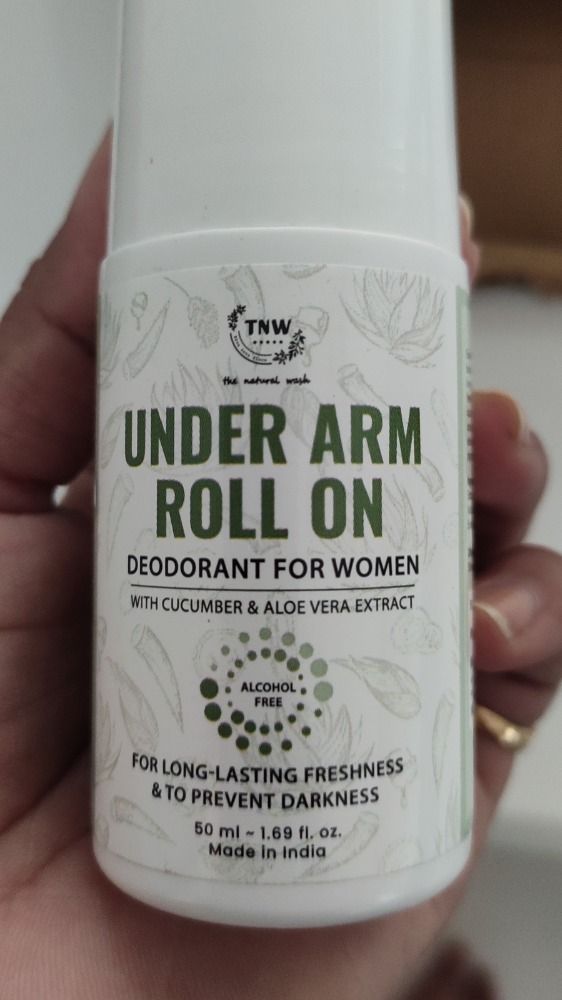 TNW
the natural wash
UNDER ARM
ROLL ON
DEODORANT FOR WOMEN
WITH CUCUMBER & ALOE VERA EXTRACT
ALCOHOL
FREE
FOR LONG-LASTING FRESHNESS
& TO PREVENT DARKNESS
50 ml ~ 1.69 fl. oz.
Made in India